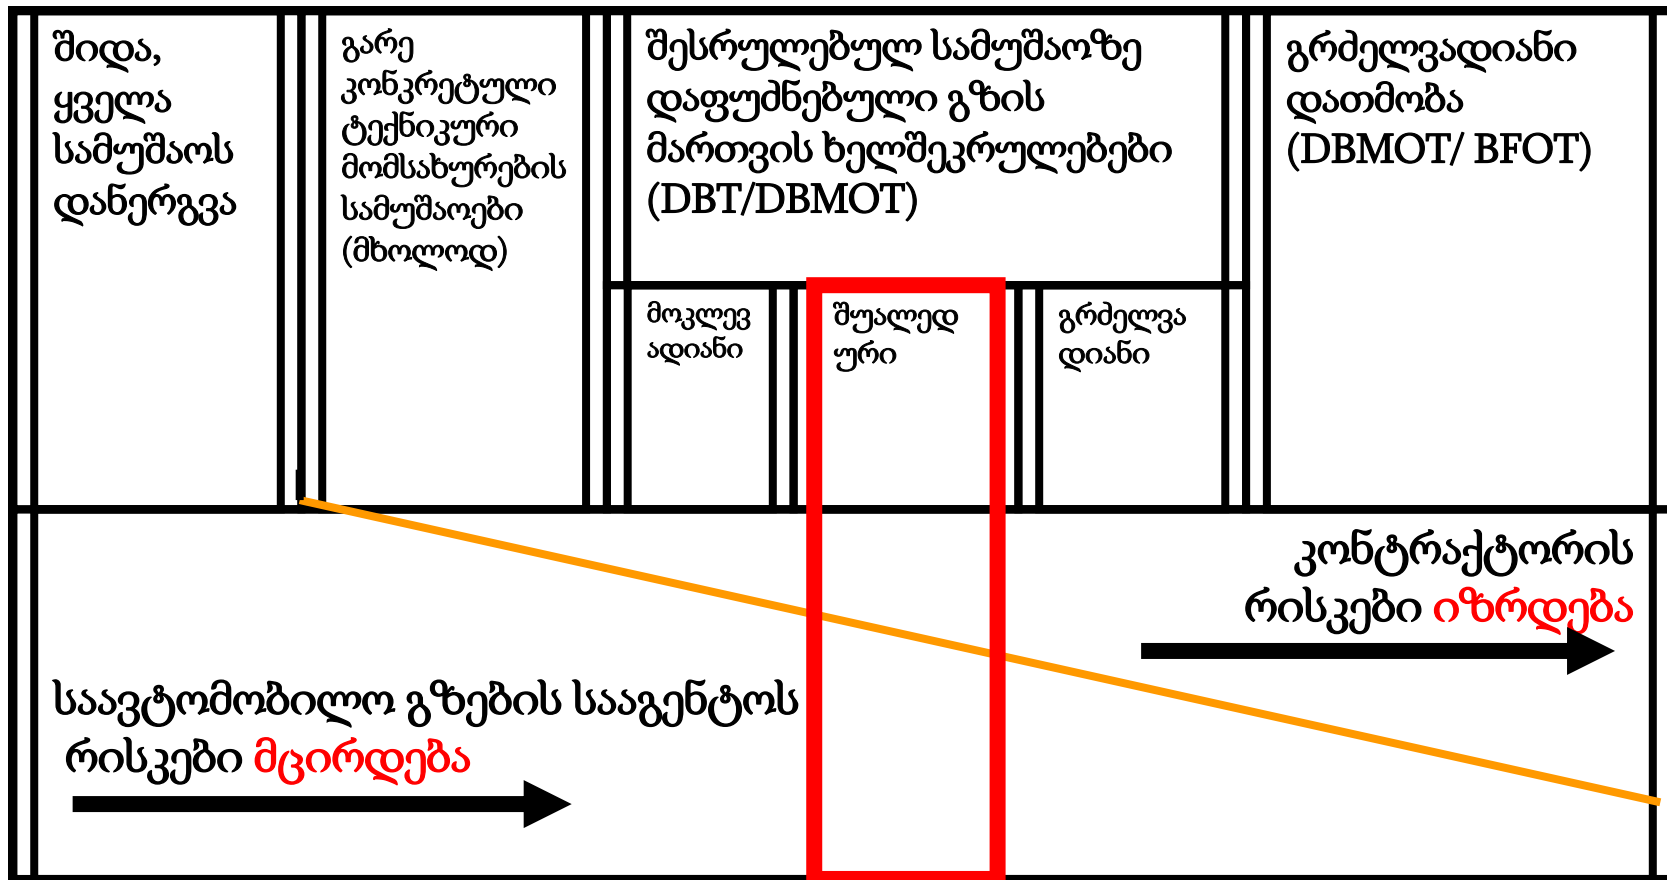 შიდა,
ყველა
სამუშაოს
დანერგვა
გარე
კონკრეტული
ტექნიკური
მომსახურების
სამუშაოები
(მხოლოდ)
შესრულებულ სამუშაოზე
დაფუძნებული გზის
მართვის ხელშეკრულებები
(DBT/DBMOT)
მოკლევ
ადიანი
შუალედ
ური
გრძელვა
დიანი
გრძელვადიანი
დათმობა
(DBMOT/ BFOT)
კონტრაქტორის
რისკები იზრდება
საავტომობილო გზების სააგენტოს
რისკები მცირდება